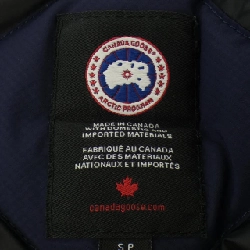 CANADA GOOSE
ARCTIC PROGRAM
MADE IN CANADA
WITH DOMESTIC AND
IMPORTED MATERIALS
FABRIQUÉ AU CANADA
AVEC DES MATERIAUX
NATIONAUX ET IMPORTÉS
canadagoose.com
S P